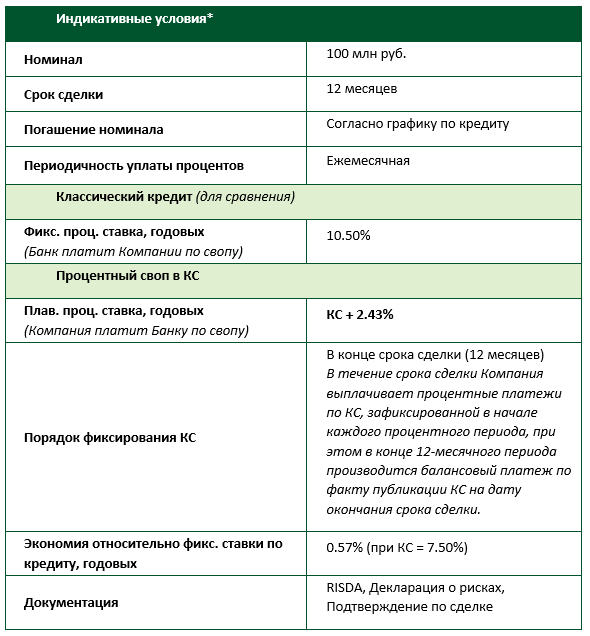 Индикативные условия*
Номинал
100 млн руб.
Срок сделки
12 месяцев
Погашение номинала
Согласно графику по кредиту
Периодичность уплаты процентов
Ежемесячная
Классический кредит (для сравнения)
Фикс. проц. ставка, годовых
(Банк платит Компании по свопу)
10.50%
Процентный своп в КС
Плав. проц. ставка, годовых
(Компания платит Банку по свопу)
КС + 2.43%
Порядок фиксирования КС
В конце срока сделки (12 месяцев)
В течение срока сделки Компания
выплачивает процентные платежи
по КС, зафиксированной в начале
каждого процентного периода, при
этом в конце 12-месячного периода
производится балансовый платеж по
факту публикации КС на дату
окончания срока сделки.
Экономия относительно фикс. ставки по
кредиту, годовых
0.57% (при КС = 7.50%)
Документация
RISDA, Декларация о рисках,
Подтверждение по сделке